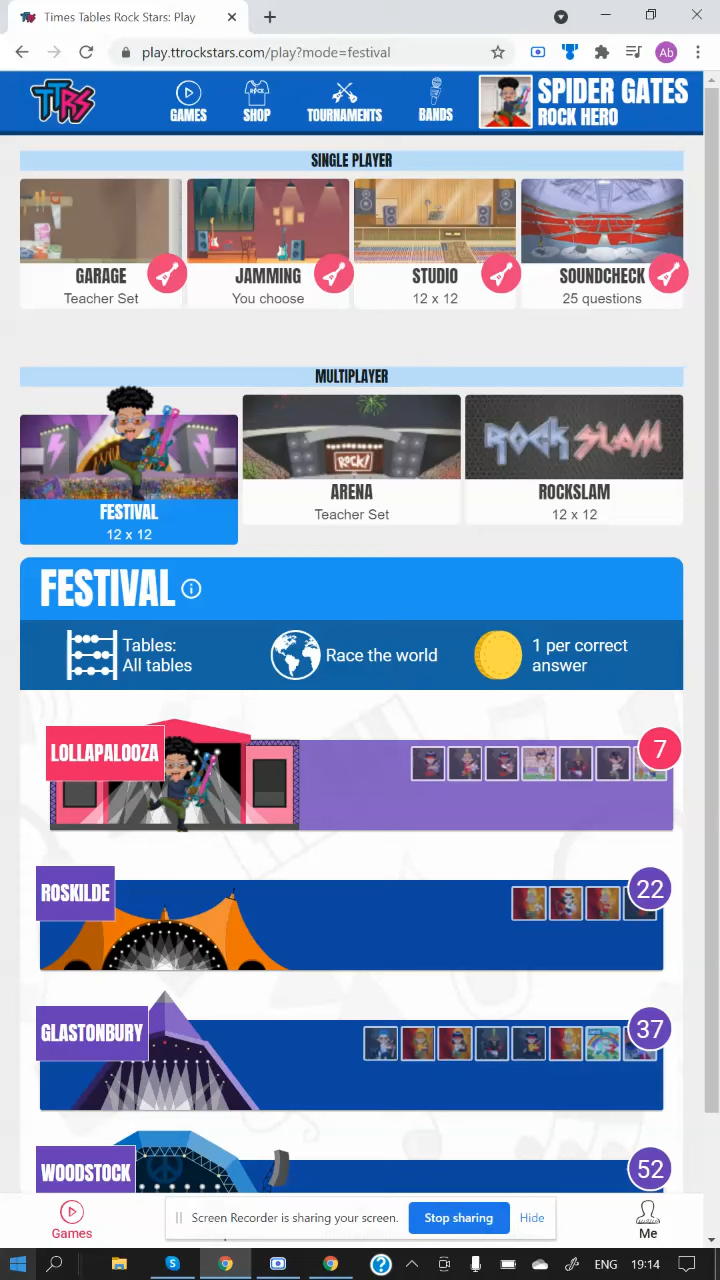 Times Tables Rock Stars: Play
play.ttrockstars.com/play?mode=festival
Ab
TTRS
GAMES
SHOP
TOURNAMENTS
BANDS
SPIDER GATES
ROCK HERO
SINGLE PLAYER
GARAGE
Teacher Set
JAMMING
You choose
STUDIO
12 x 12
SOUNDCHECK
25 questions
MULTIPLAYER
FESTIVAL
12 x 12
ROCK!
ARENA
Teacher Set
ROCK SLAM
ROCKSLAM
12 x 12
FESTIVAL
Tables:
All tables
Race the world
1 per correct
answer
LOLLAPALOOZA
7
ROSKILDE
22
GLASTONBURY
37
WOODSTOCK
52
Games
Screen Recorder is sharing your screen.
Stop sharing
Hide
Me
ENG
19:14